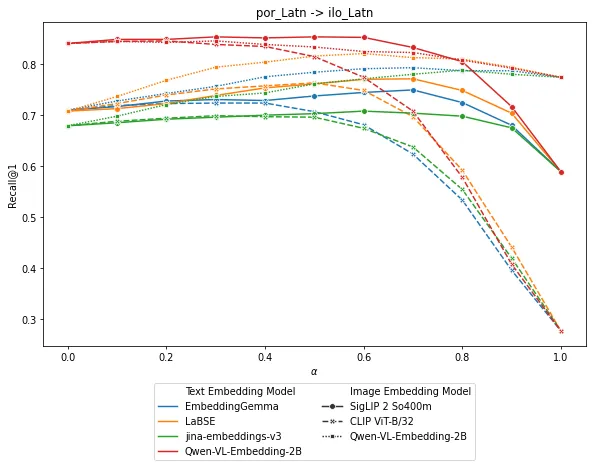 por_Latn -> ilo_Latn
Recall@1
0.8
0.7
0.6
0.5
0.4
0.3
0.0 0.2 0.4 0.6 0.8 1.0
α
Text Embedding Model
EmbeddingGemma
LaBSE
jina-embeddings-v3
Qwen-VL-Embedding-2B
Image Embedding Model
SigLIP 2 So400m
CLIP ViT-B/32
Qwen-VL-Embedding-2B